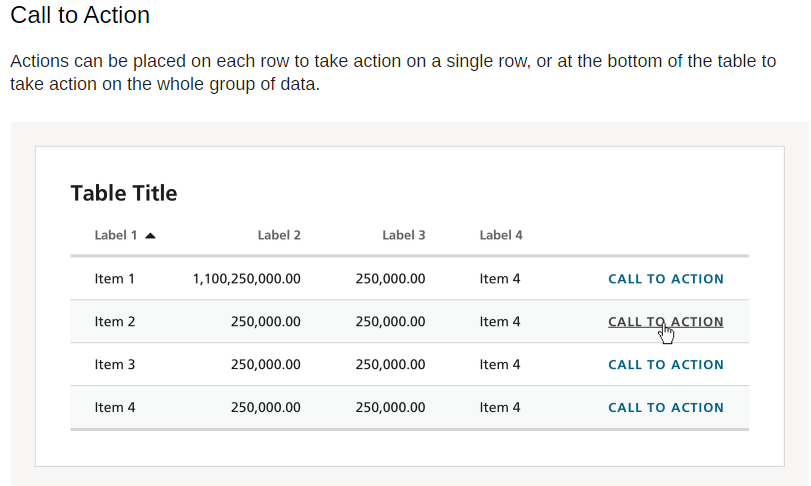 Call to Action
Actions can be placed on each row to take action on a single row, or at the bottom of the table to
take action on the whole group of data.
Table Title
Label 1 Label 2 Label 3 Label 4
Item 1 1,100,250,000.00 250,000.00 Item 4 CALL TO ACTION
Item 2 250,000.00 250,000.00 Item 4 CALL TO ACTION
Item 3 250,000.00 250,000.00 Item 4 CALL TO ACTION
Item 4 250,000.00 250,000.00 Item 4 CALL TO ACTION